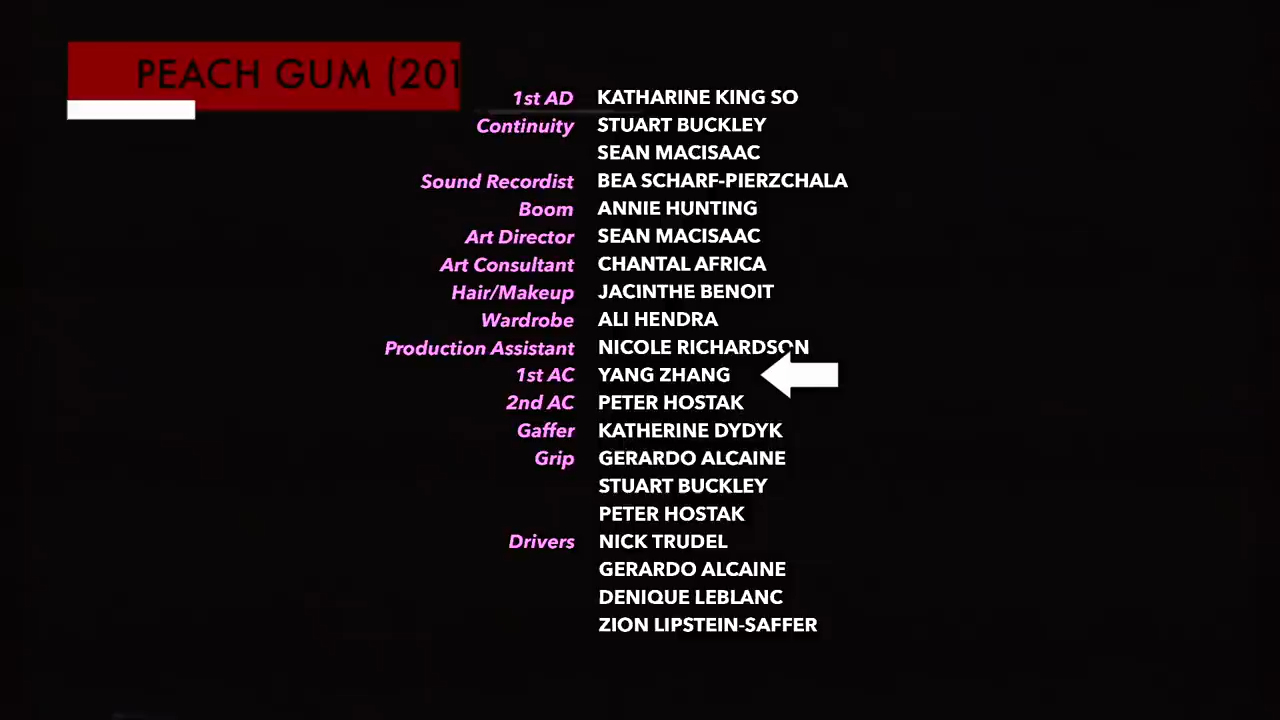 PEACH GUM (201
1st AD KATHARINE KING SO
Continuity STUART BUCKLEY
SEAN MACISAAC
Sound Recordist BEA SCHARF-PIERZCHALA
Boom ANNIE HUNTING
Art Director SEAN MACISAAC
Art Consultant CHANTAL AFRICA
Hair/Makeup JACINTHE BENOIT
Wardrobe ALI HENDRA
Production Assistant NICOLE RICHARDSON
1st AC YANG ZHANG
2nd AC PETER HOSTAK
Gaffer KATHERINE DYDYK
Grip GERARDO ALCAINE
STUART BUCKLEY
PETER HOSTAK
Drivers NICK TRUDEL
GERARDO ALCAINE
DENIQUE LEBLANC
ZION LIPSTEIN-SAFFER